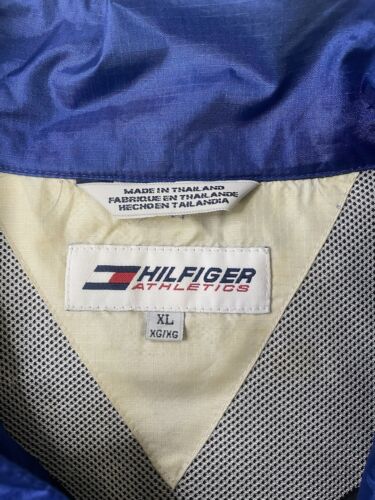 MADE IN THAILAND
FABRIQUE EN THAILANDE
HECHO EN TAILANDIA
HILFIGER
ATHLETICS
XL
XG/XG